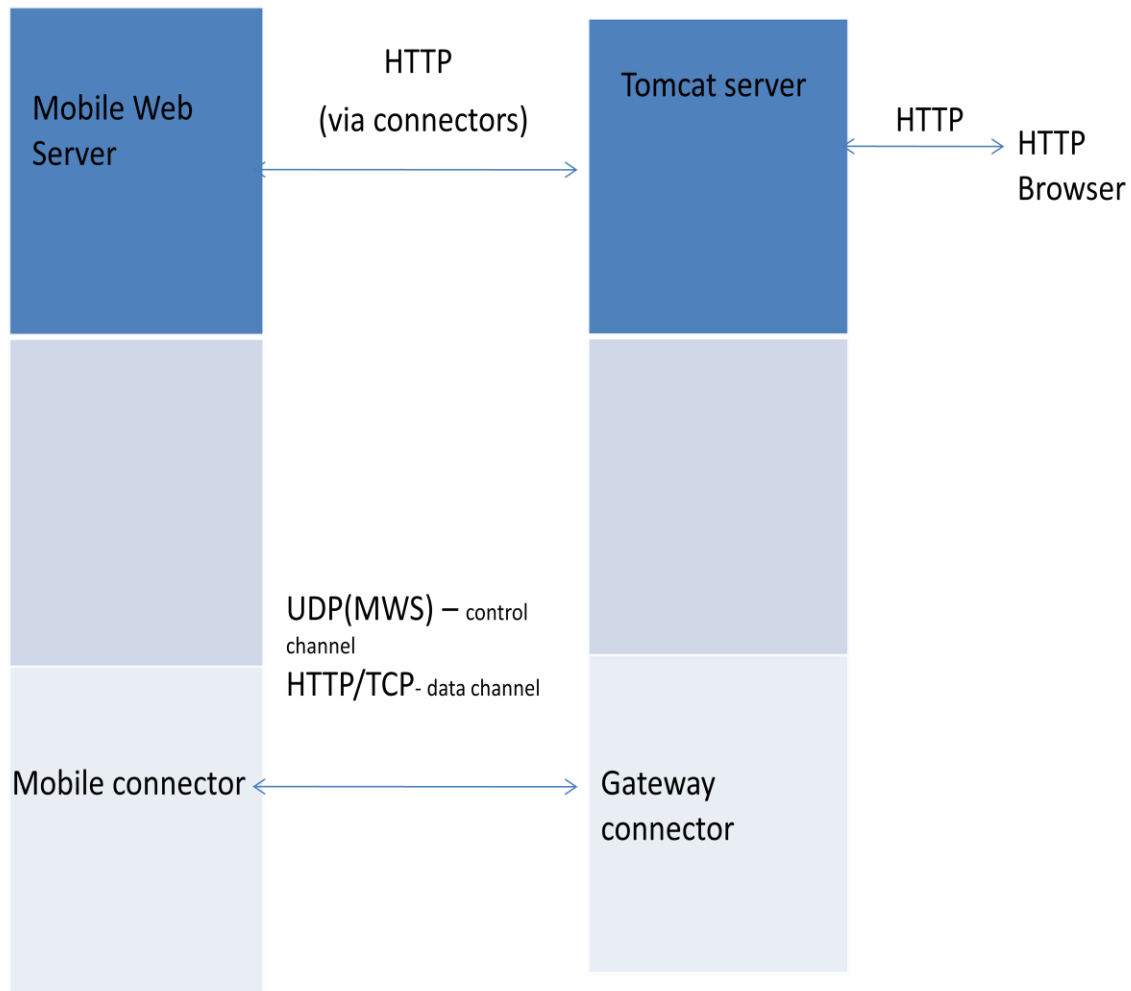 Mobile Web
Server
HTTP
(via connectors)
Tomcat server
HTTP
HTTP
Browser
UDP(MWS) – control
channel
HTTP/TCP- data channel
Mobile connector
Gateway
connector